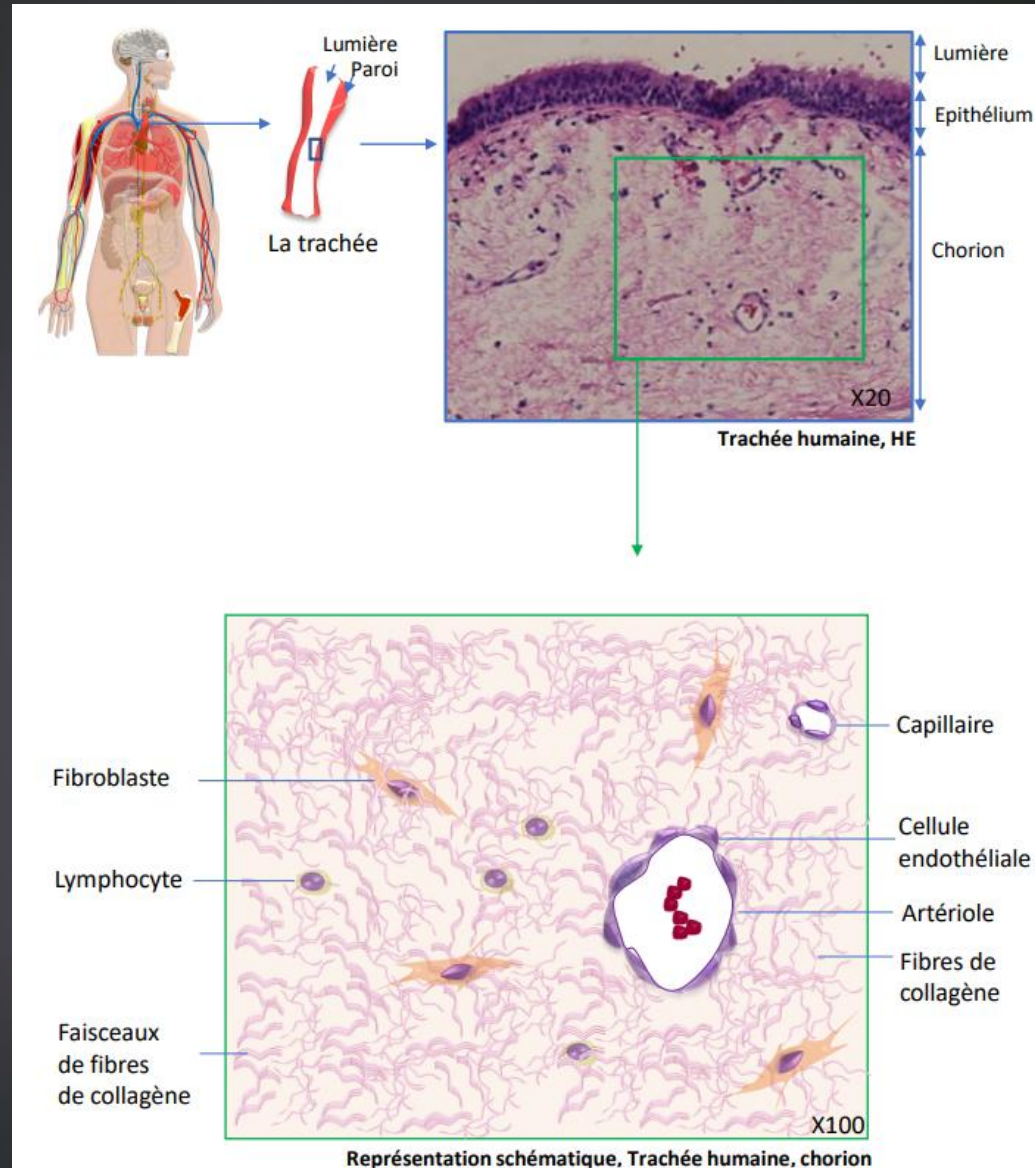 Lumière
Paroi
La trachée
Lumière
Epithélium
Chorion
X20
Trachée humaine, HE
Fibroblaste
Lymphocyte
Faisceaux
de fibres
de collagène
Capillaire
Cellule
endothéliale
Artériole
Fibres de
collagène
X100
Représentation schématique, Trachée humaine, chorion